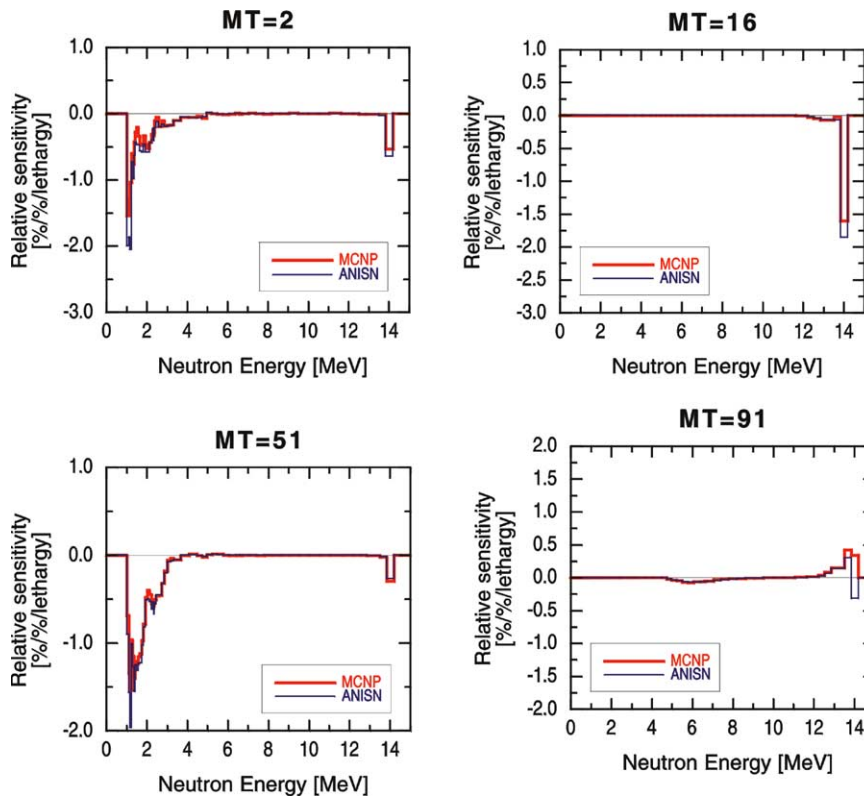 MT=2
Relative sensitivity
[%/%/lethargy]
1.0
0.0
-1.0
-2.0
-3.0
MCNP
ANISN
0 2 4 6 8 10 12 14
Neutron Energy [MeV]
MT=16
Relative sensitivity
[%/%/lethargy]
1.0
0.5
0.0
-0.5
-1.0
-1.5
-2.0
-2.5
-3.0
MCNP
ANISN
0 2 4 6 8 10 12 14
Neutron Energy [MeV]
MT=51
Relative sensitivity
[%/%/lethargy]
1.0
0.0
-1.0
-2.0
MCNP
ANISN
0 2 4 6 8 10 12 14
Neutron Energy [MeV]
MT=91
Relative sensitivity
[%/%/lethargy]
2.0
1.5
1.0
0.5
0.0
-0.5
-1.0
-1.5
-2.0
MCNP
ANISN
0 2 4 6 8 10 12 14
Neutron Energy [MeV]